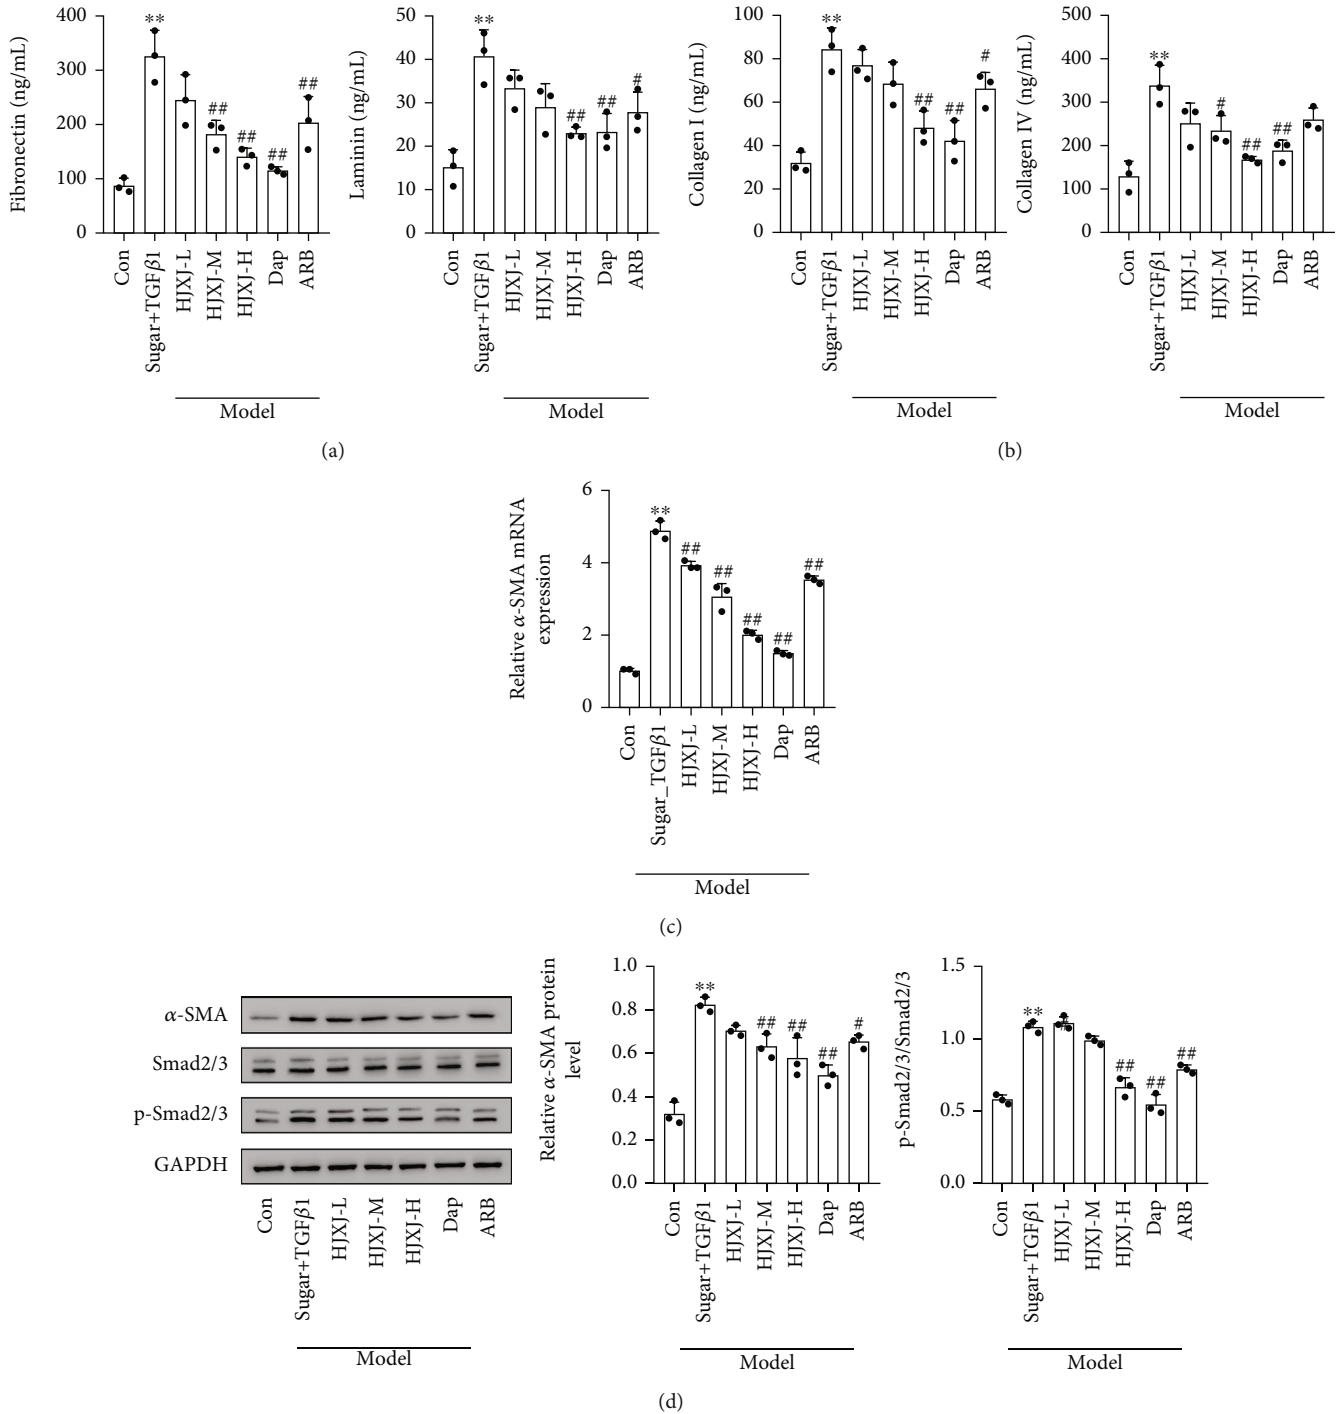 Fibronectin (ng/mL)
400
300
200
100
0
**
##
##
##
##
Con
Sugar+TGFβ1
HJXJ-L
HJXJ-M
HJXJ-H
Dap
ARB
Model
Laminin (ng/mL)
50
40
30
20
10
0
**
##
##
#
Con
Sugar+TGFβ1
HJXJ-L
HJXJ-M
HJXJ-H
Dap
ARB
Model
(a)
Collagen I (ng/mL)
100
80
60
40
20
0
**
##
##
#
Con
Sugar+TGFβ1
HJXJ-L
HJXJ-M
HJXJ-H
Dap
ARB
Model
Collagen IV (ng/mL)
500
400
300
200
100
0
**
#
##
##
Con
Sugar+TGFβ1
HJXJ-L
HJXJ-M
HJXJ-H
Dap
ARB
Model
(b)
Relative α-SMA mRNA
expression
6
4
2
0
**
##
##
##
##
##
Con
Sugar_TGFβ1
HJXJ-L
HJXJ-M
HJXJ-H
Dap
ARB
Model
(c)
α-SMA
Smad2/3
p-Smad2/3
GAPDH
Con
Sugar+TGFβ1
HJXJ-L
HJXJ-M
HJXJ-H
Dap
ARB
Model
Relative α-SMA protein
level
1.0
0.8
0.6
0.4
0.2
0.0
**
##
##
##
#
Con
Sugar+TGFβ1
HJXJ-L
HJXJ-M
HJXJ-H
Dap
ARB
Model
p-Smad2/3/Smad2/3
1.5
1.0
0.5
0.0
**
#
##
##
##
Con
Sugar+TGFβ1
HJXJ-L
HJXJ-M
HJXJ-H
Dap
ARB
Model
(d)